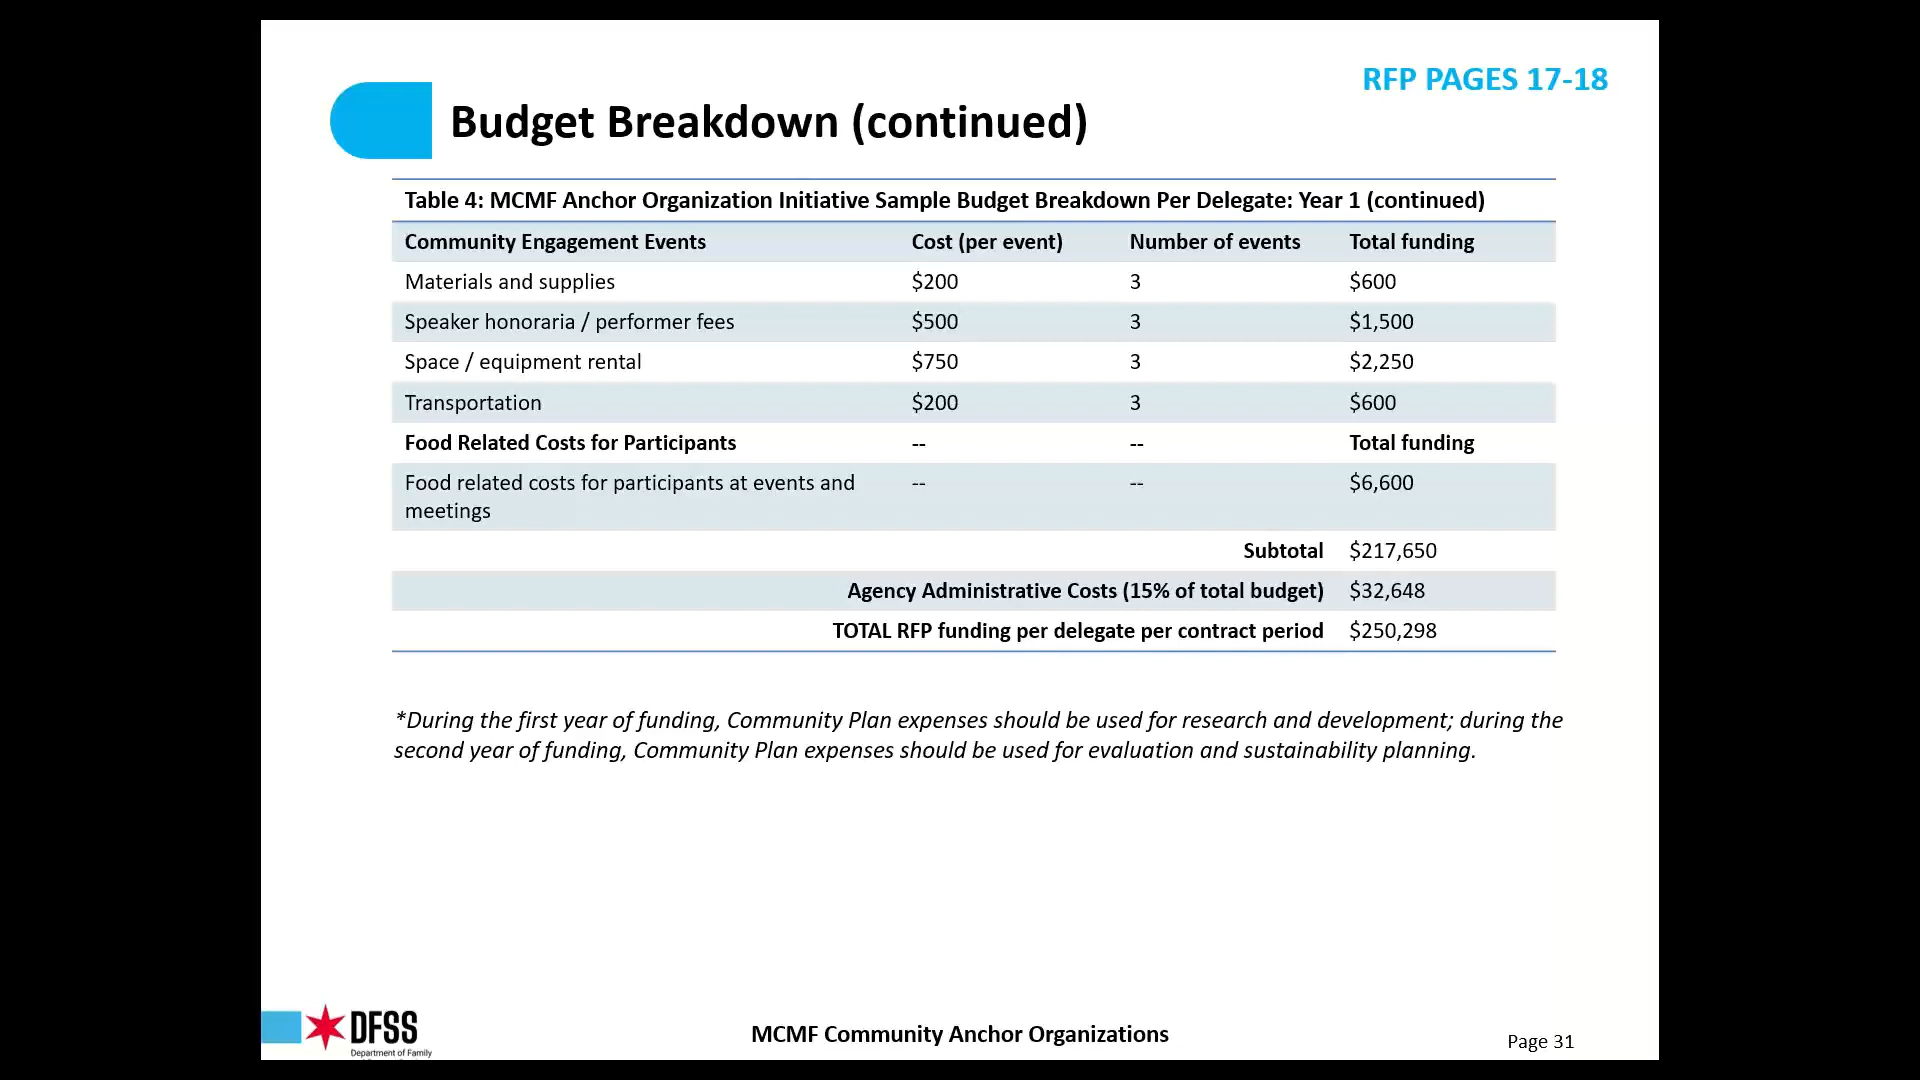 RFP PAGES 17-18
Budget Breakdown (continued)
Table 4: MCMF Anchor Organization Initiative Sample Budget Breakdown Per Delegate: Year 1 (continued)
Community Engagement Events Cost (per event) Number of events Total funding
Materials and supplies $200 3 $600
Speaker honoraria / performer fees $500 3 $1,500
Space / equipment rental $750 3 $2,250
Transportation $200 3 $600
Food Related Costs for Participants -- -- Total funding
Food related costs for participants at events and -- -- $6,600
meetings
Subtotal $217,650
Agency Administrative Costs (15% of total budget) $32,648
TOTAL RFP funding per delegate per contract period $250,298
*During the first year of funding, Community Plan expenses should be used for research and development; during the
second year of funding, Community Plan expenses should be used for evaluation and sustainability planning.
DFSS
Department of Family
MCMF Community Anchor Organizations
Page 31